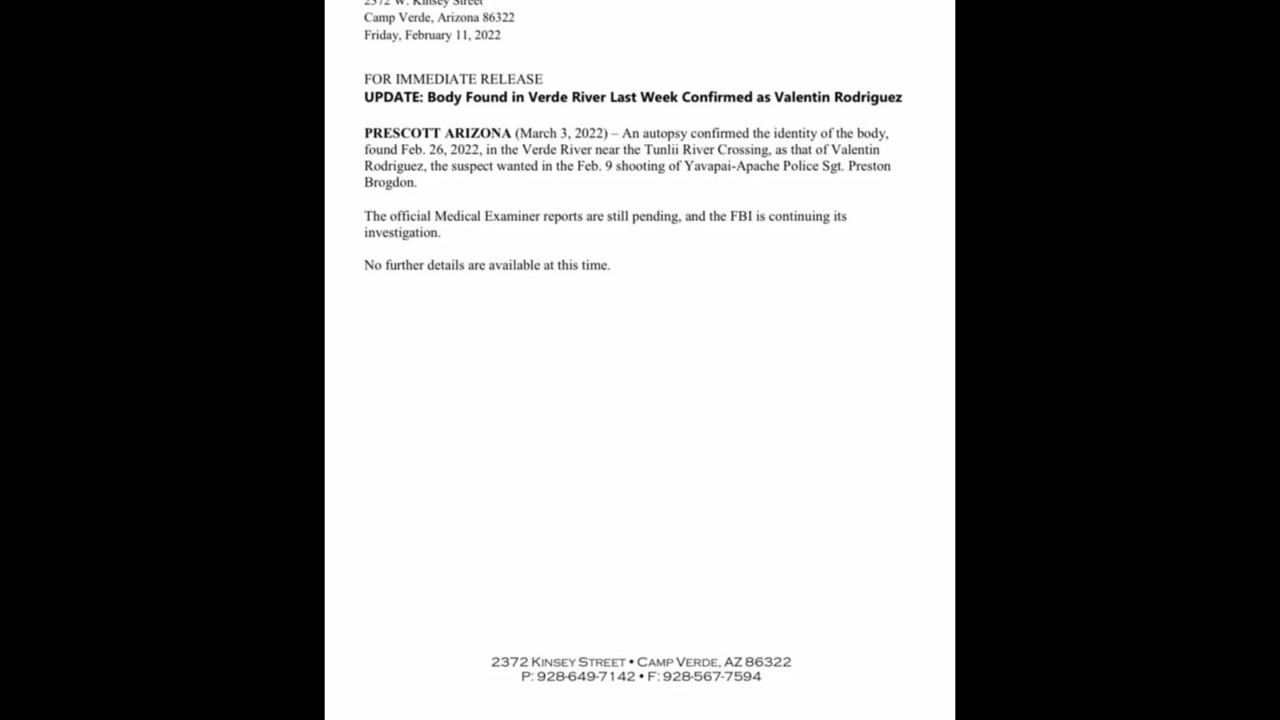 2372 W. Kinsey Street
Camp Verde, Arizona 86322
Friday, February 11, 2022
FOR IMMEDIATE RELEASE
UPDATE: Body Found in Verde River Last Week Confirmed as Valentin Rodriguez
PRESCOTT ARIZONA (March 3, 2022) – An autopsy confirmed the identity of the body,
found Feb. 26, 2022, in the Verde River near the Tunlii River Crossing, as that of Valentin
Rodriguez, the suspect wanted in the Feb. 9 shooting of Yavapai-Apache Police Sgt. Preston
Brogdon.
The official Medical Examiner reports are still pending, and the FBI is continuing its
investigation.
No further details are available at this time.
2372 KINSEY STREET • CAMP VERDE, AZ 86322
P: 928-649-7142 • F: 928-567-7594